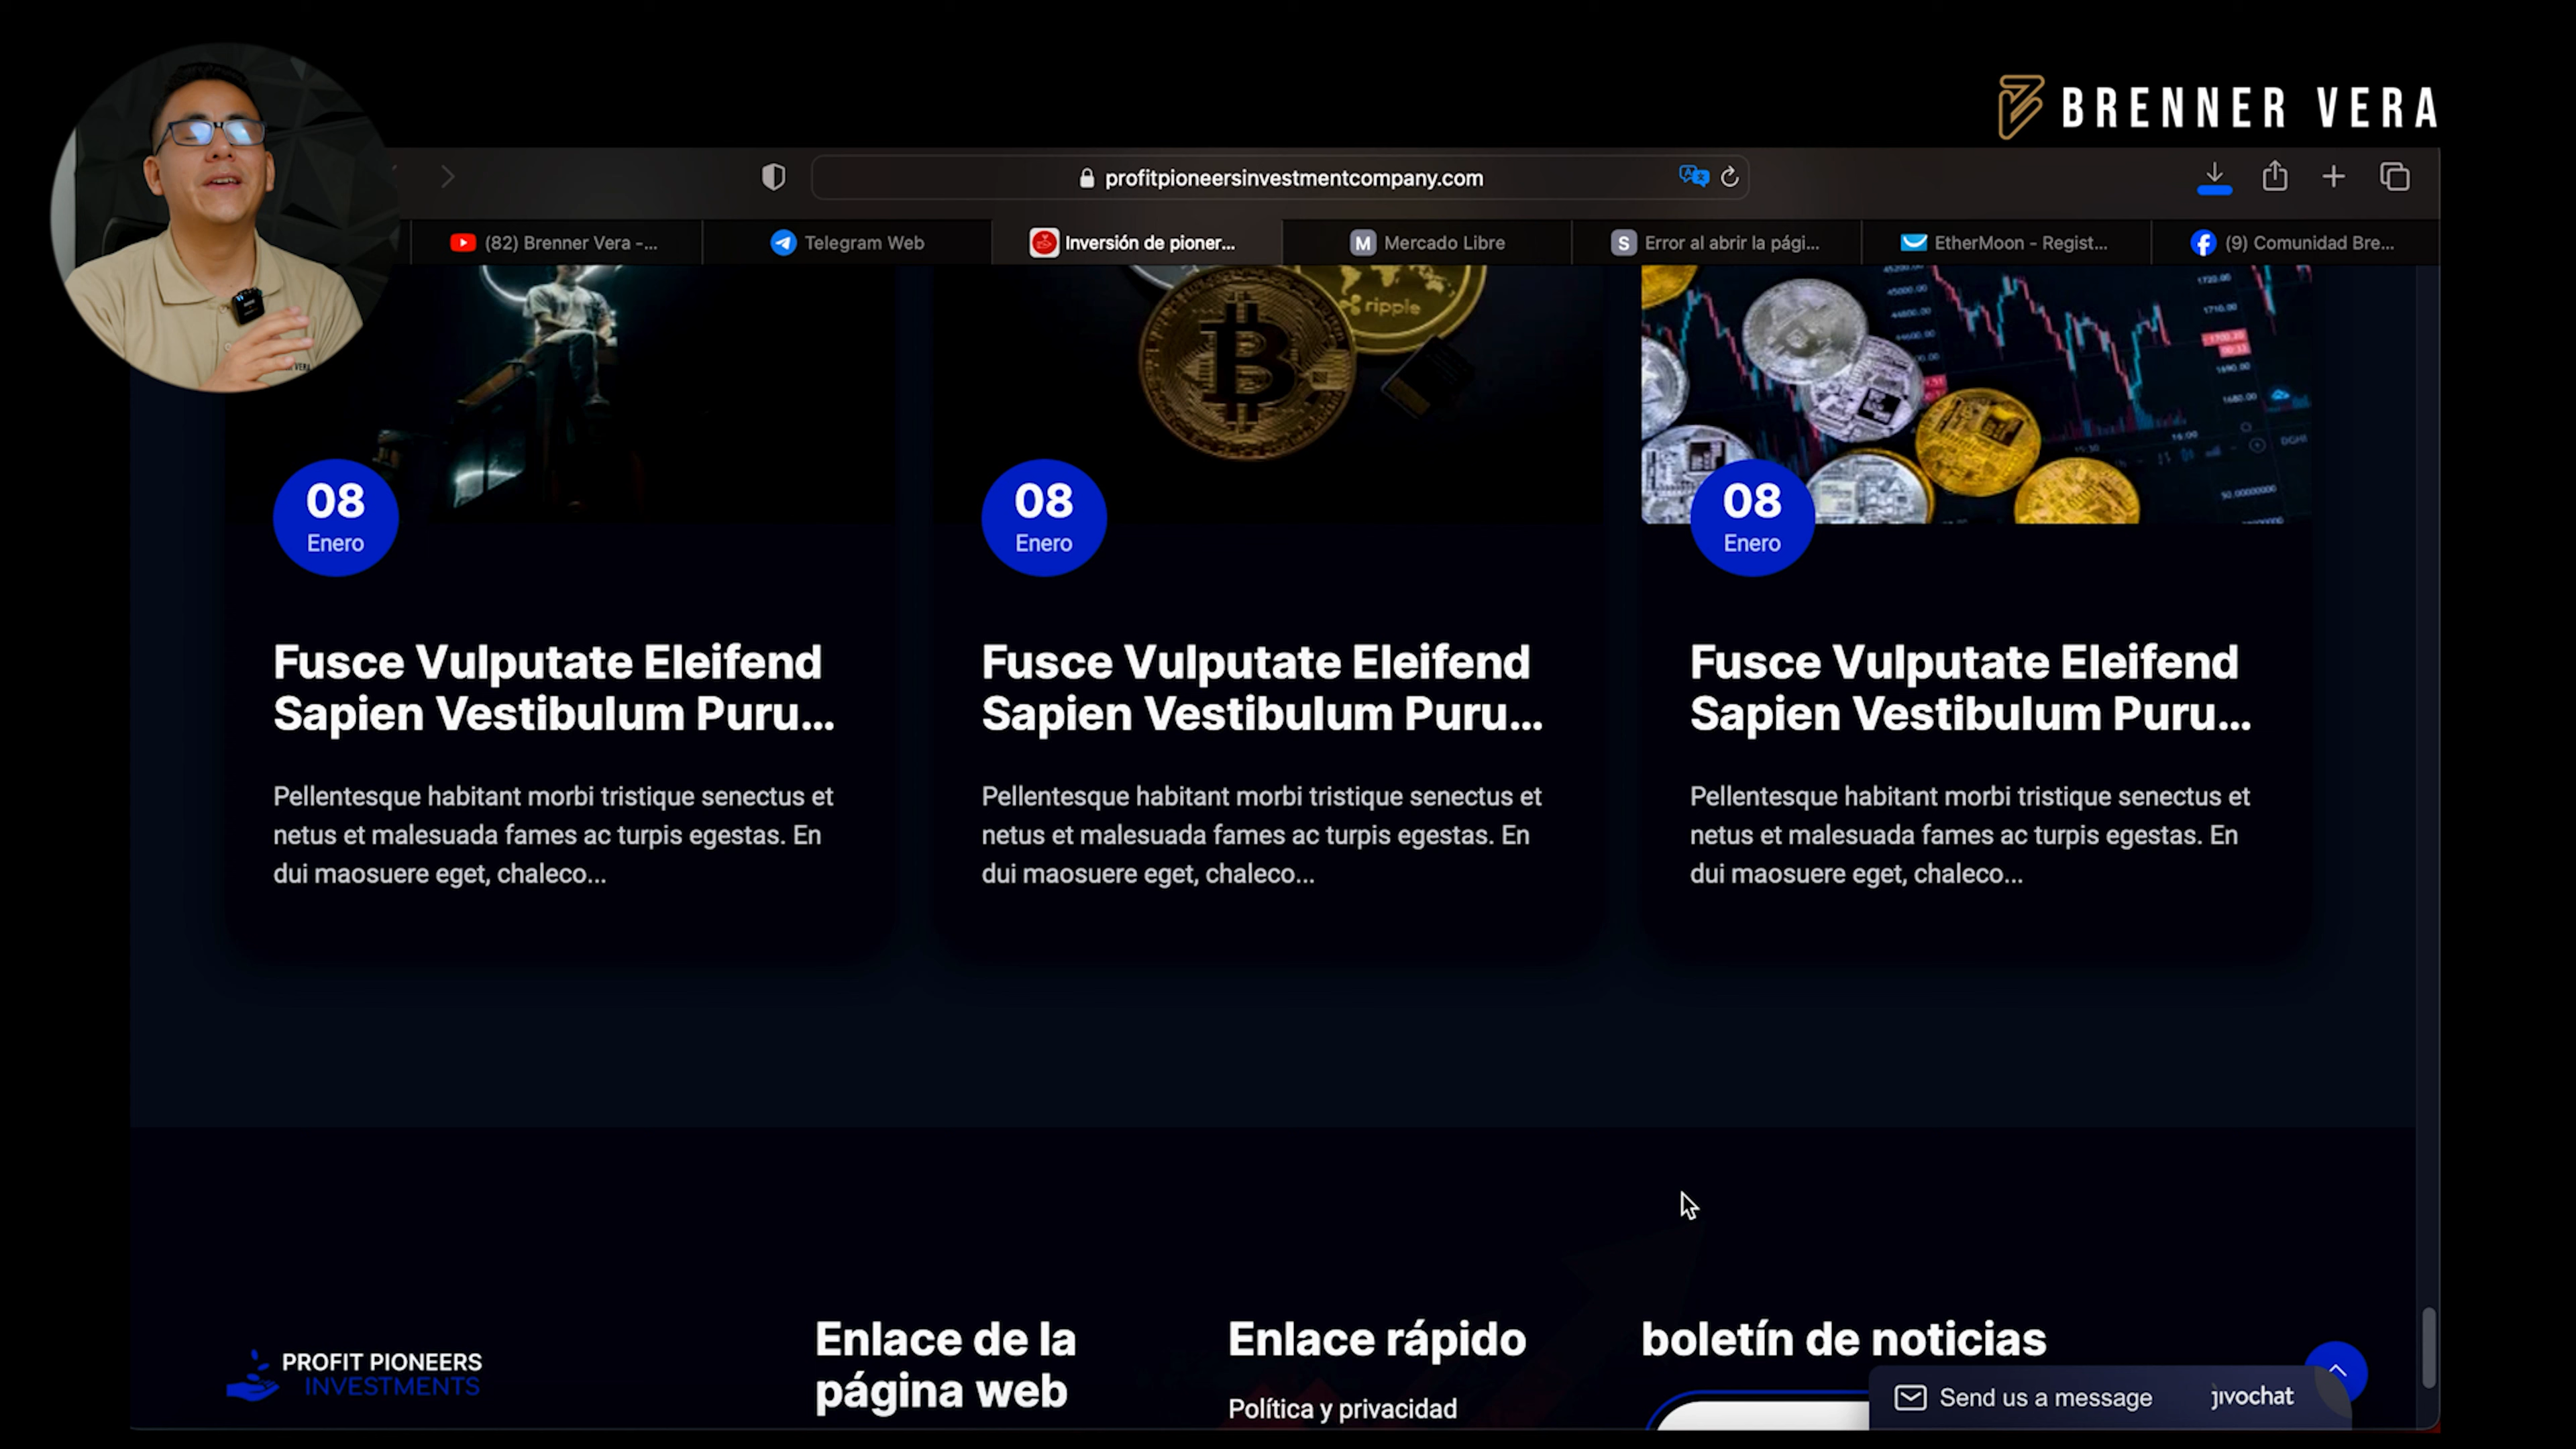 BRENNER VERA
profitpioneersinvestmentcompany.com
(82) Brenner Vera -...
Telegram Web
Inversión de pioner...
M Mercado Libre
S Error al abrir la pági...
EtherMoon - Regist...
(9) Comunidad Bre...
ripple
08
Enero
08
Enero
08
Enero
Fusce Vulputate Eleifend
Sapien Vestibulum Puru...
Pellentesque habitant morbi tristique senectus et
netus et malesuada fames ac turpis egestas. En
dui maosuere eget, chaleco...
Fusce Vulputate Eleifend
Sapien Vestibulum Puru...
Pellentesque habitant morbi tristique senectus et
netus et malesuada fames ac turpis egestas. En
dui maosuere eget, chaleco...
Fusce Vulputate Eleifend
Sapien Vestibulum Puru...
Pellentesque habitant morbi tristique senectus et
netus et malesuada fames ac turpis egestas. En
dui maosuere eget, chaleco...
PROFIT PIONEERS
INVESTMENTS
Enlace de la
página web
Enlace rápido
Política y privacidad
boletín de noticias
Send us a message
jivochat